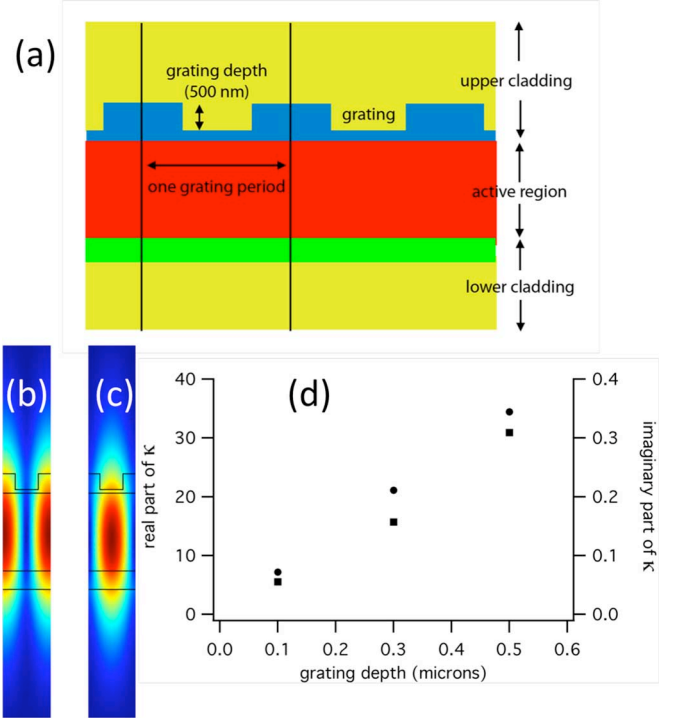 (a)
grating depth
(500 nm)
upper cladding
grating
one grating period
active region
lower cladding
(b)
(c)
(d)
40
30
20
10
0
real part of κ
0.4
0.3
0.2
0.1
0.0
imaginary part of κ
0.0 0.1 0.2 0.3 0.4 0.5 0.6
grating depth (microns)